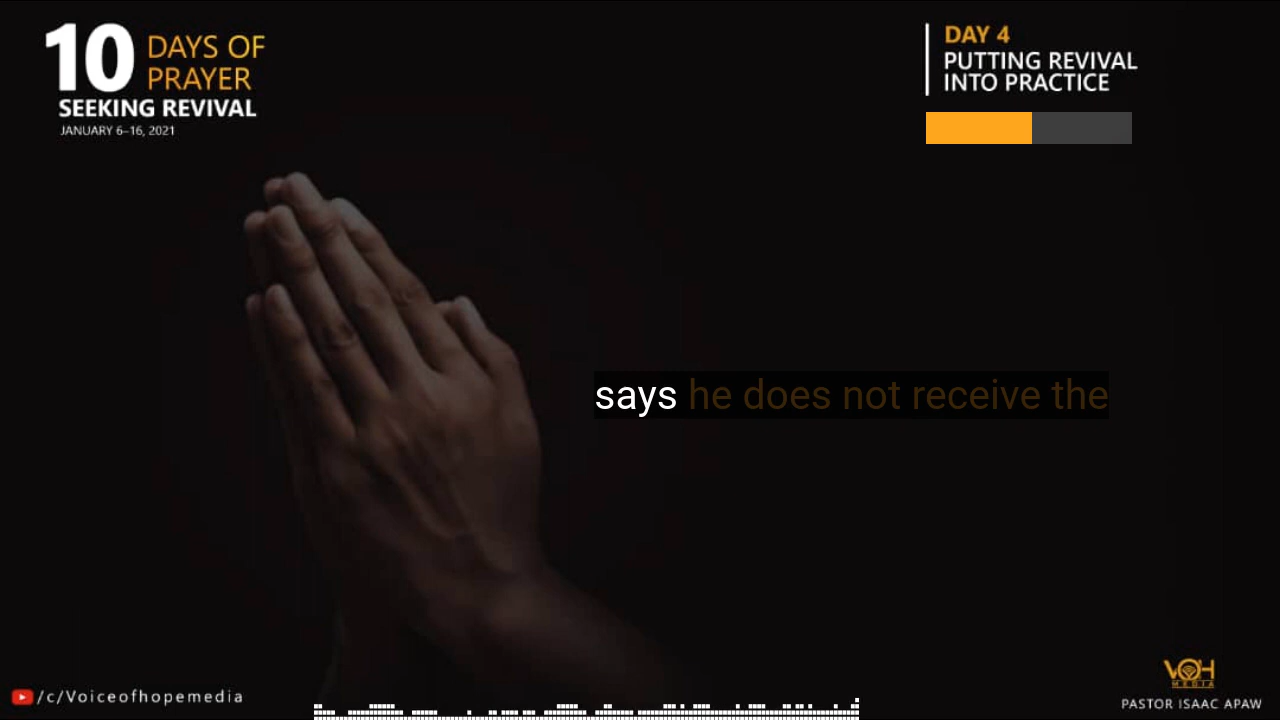 10 DAYS OF
PRAYER
SEEKING REVIVAL
JANUARY 6–16, 2021
DAY 4
PUTTING REVIVAL
INTO PRACTICE
says he does not receive the
/c/Voiceofhopemedia
VOH
MEDIA
PASTOR ISAAC APAW